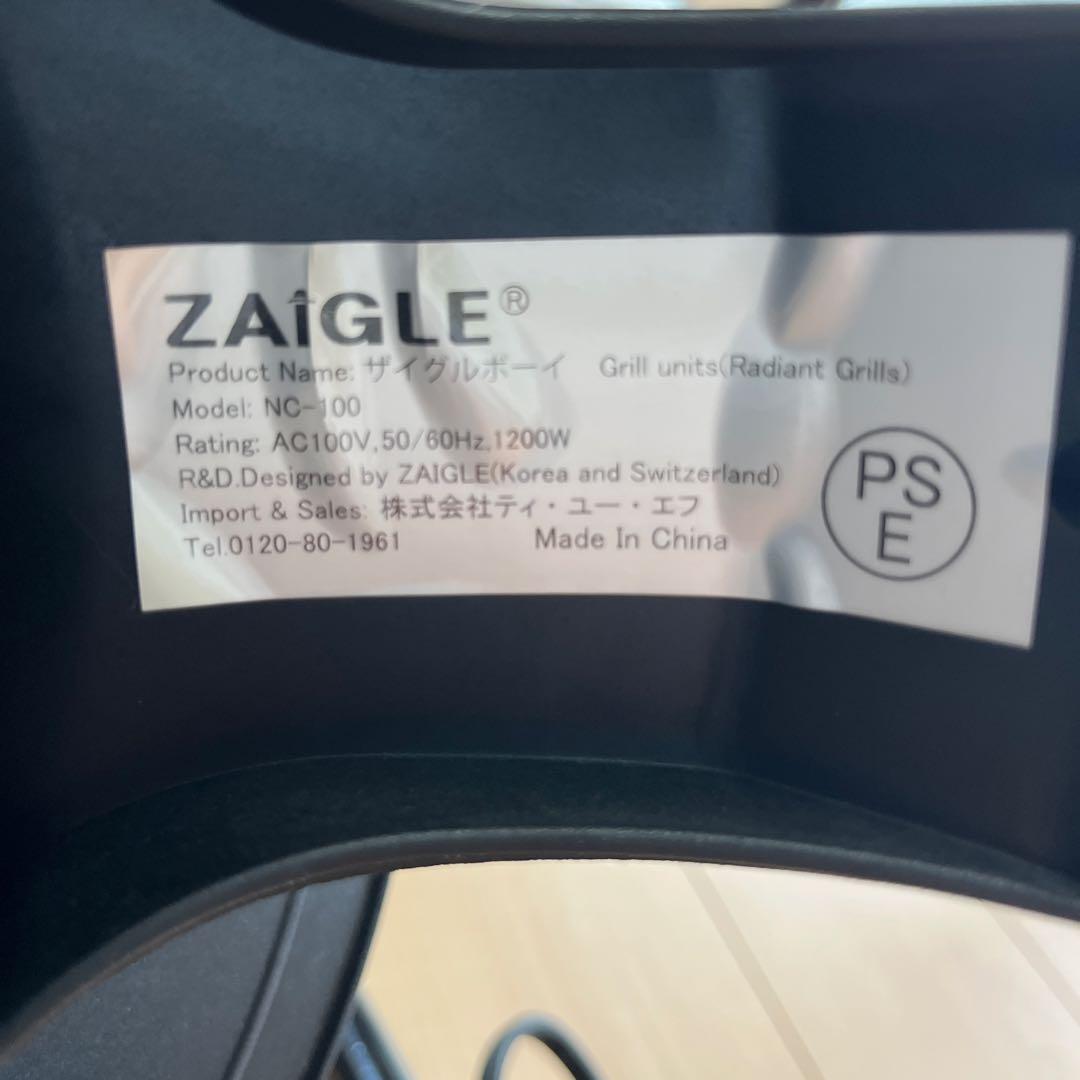 ZAiGLE®
Product Name: ザイグルボーイ Grill units(Radiant Grills)
Model: NC-100
Rating: AC100V,50/60Hz,1200W
R&D.Designed by ZAIGLE(Korea and Switzerland)
Import & Sales: 株式会社ティ・ユー・エフ
Tel.0120-80-1961 Made In China
PS
E